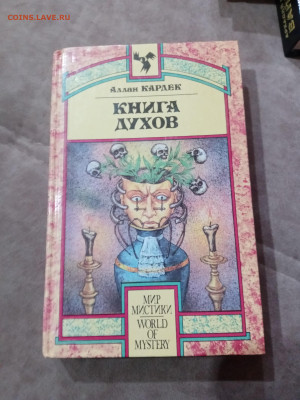 COINS.LAVE.RU
Аллан КАРДЕК
КНИГА
ДУХОВ
МИР
МИСТИКИ
WORLD
OF
MYSTERY